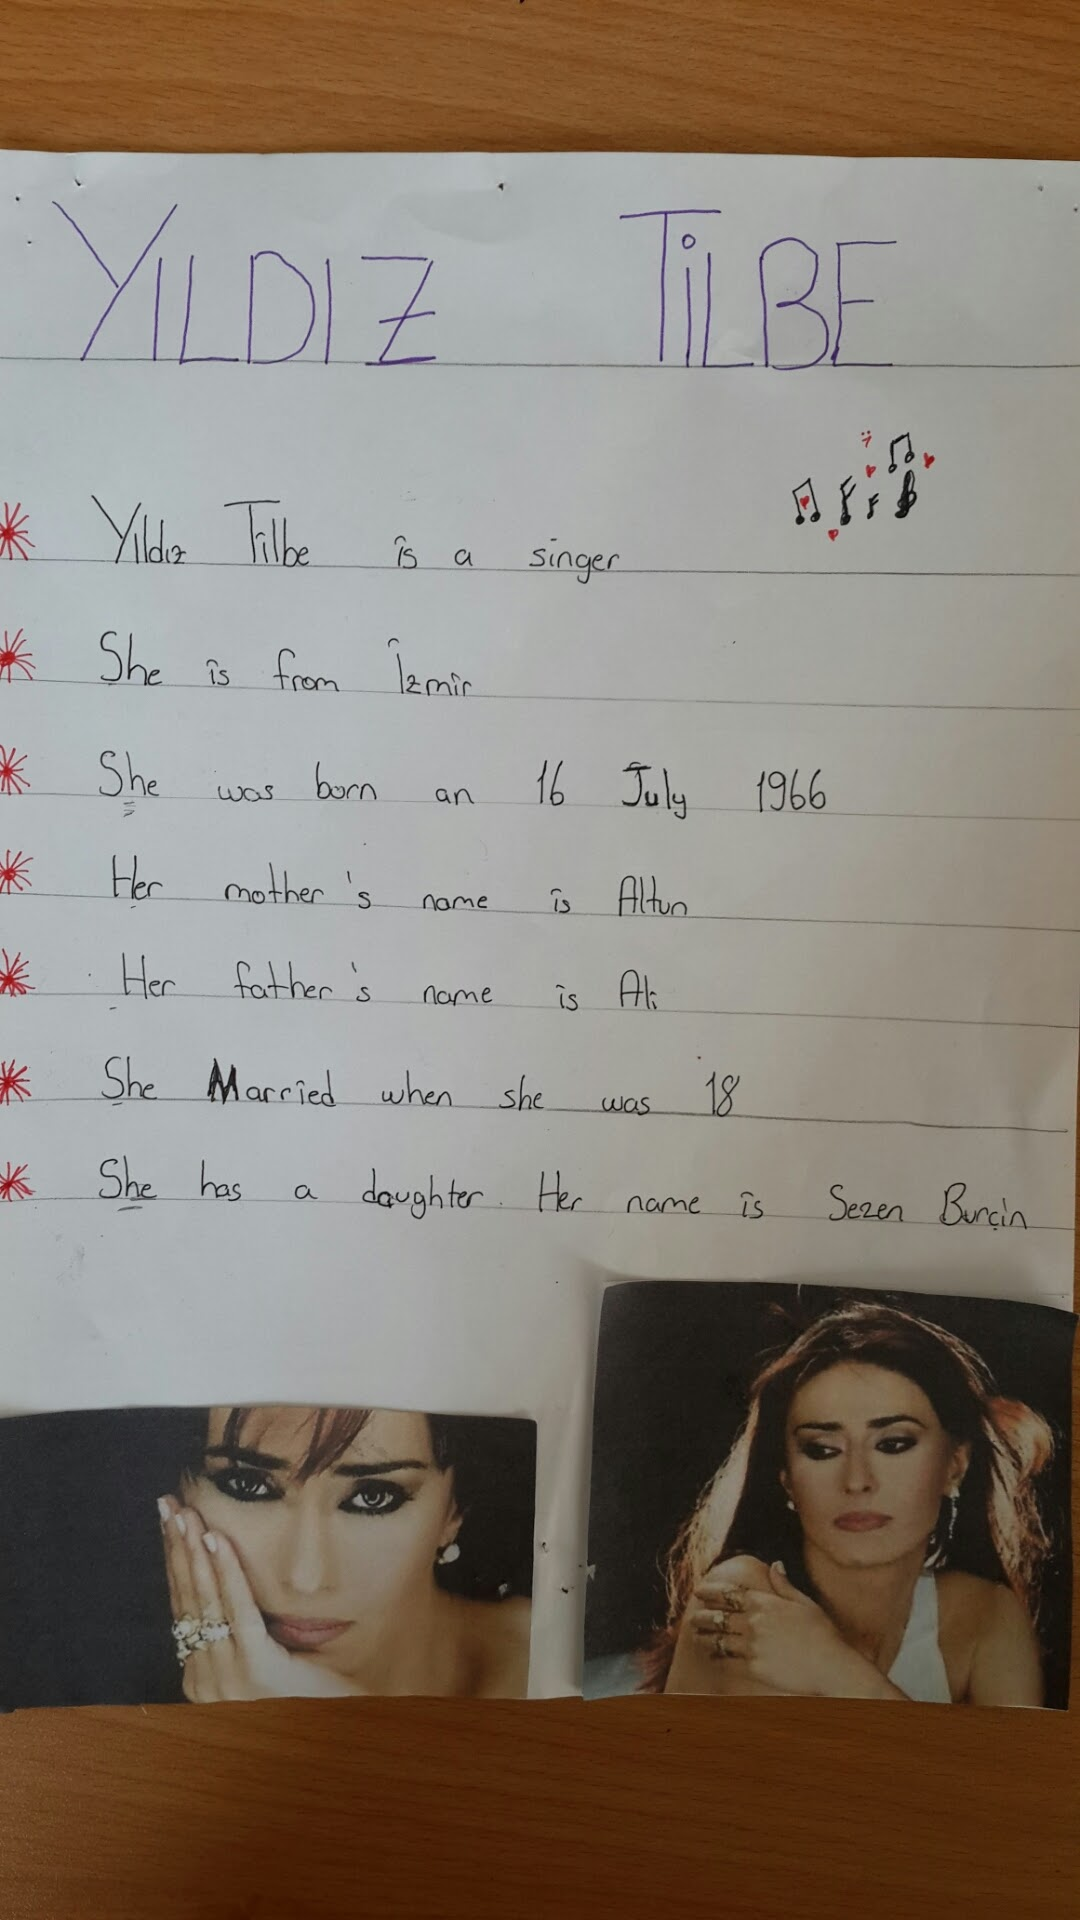 YILDIZ TİLBE
Yıldız Tilbe is a singer
She is from İzmir
She was born an 16 July 1966
Her mother's name is Altun
Her father's name is Ali
She Married when she was 18
She has a daughter. Her name is Sezen Burçin